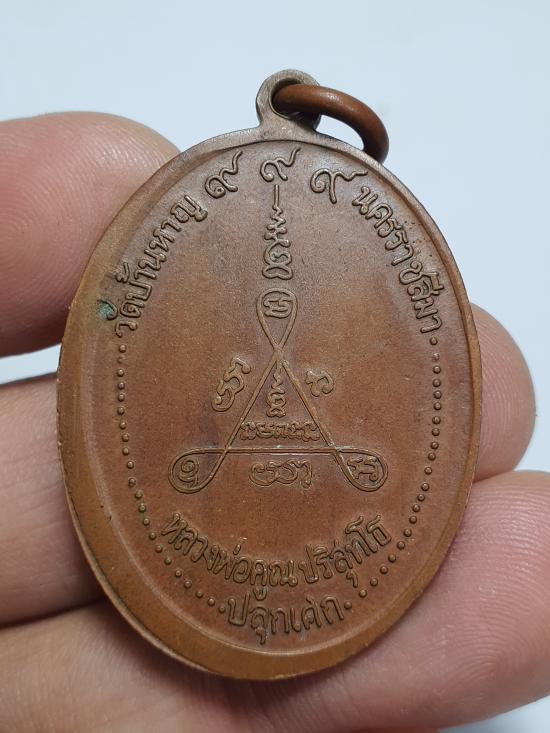 วัดบ้านหาญ ๙ ๙ ๙ นครราชสีมา
หลวงพ่อคูณ ปริสุทโธ
ปลุกเศก